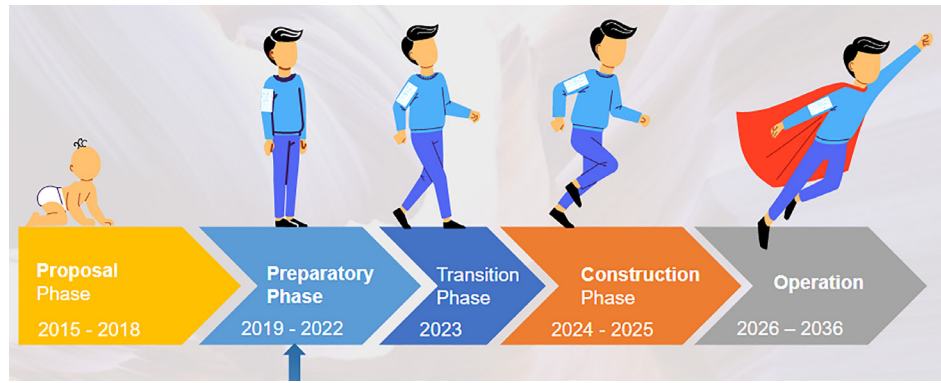 Proposal
Phase
2015 - 2018
Preparatory
Phase
2019 - 2022
Transition
Phase
2023
Construction
Phase
2024 - 2025
Operation
2026 – 2036